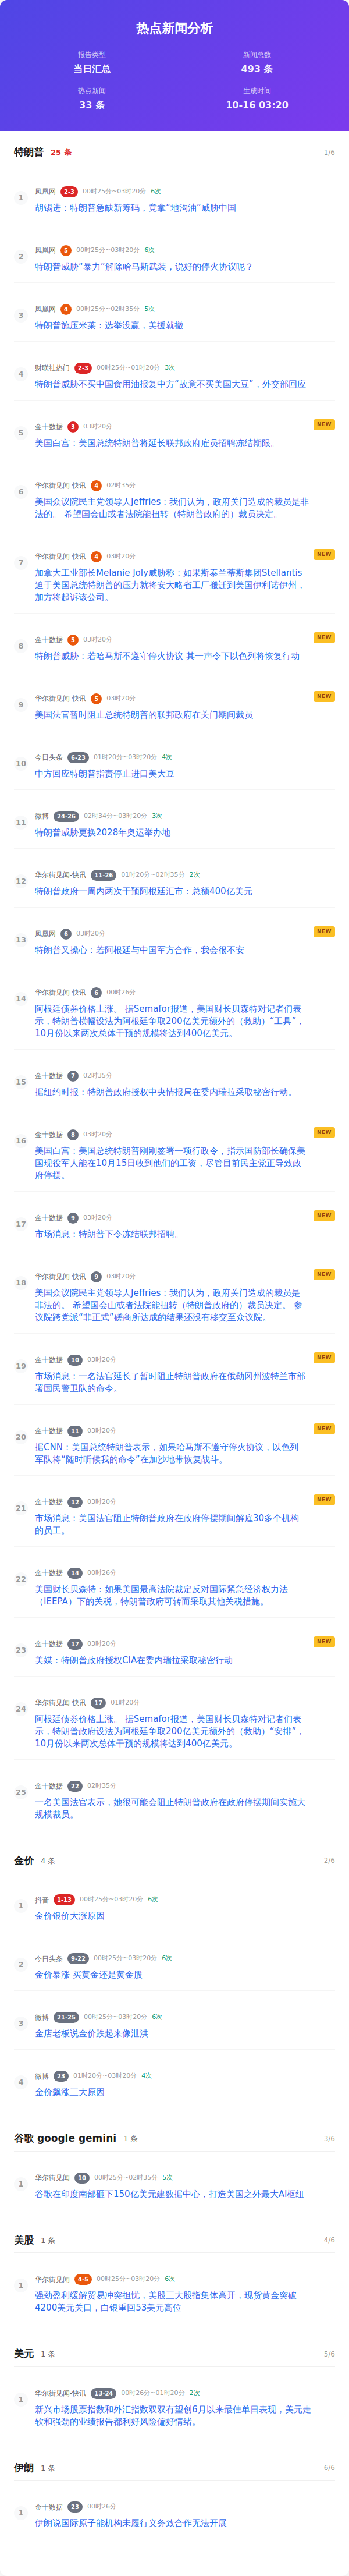 热点新闻分析
报告类型
新闻总数
当日汇总
493 条
热点新闻
生成时间
33 条
10-16 03:20
特朗普 25 条 1/6
1
凤凰网 2-3 00时25分~03时20分 6次
胡锡进：特朗普急缺新筹码，竟拿“地沟油”威胁中国
2
凤凰网 5 00时25分~03时20分 6次
特朗普威胁“暴力”解除哈马斯武装，说好的停火协议呢？
3
凤凰网 4 00时25分~02时35分 5次
特朗普施压米莱：选举没赢，美援就撤
4
财联社热门 2-3 00时25分~01时20分 3次
特朗普威胁不买中国食用油报复中方“故意不买美国大豆”，外交部回应
5
金十数据 3 03时20分 NEW
美国白宫：美国总统特朗普将延长联邦政府雇员招聘冻结期限。
6
华尔街见闻-快讯 4 02时35分
美国众议院民主党领导人Jeffries：我们认为，政府关门造成的裁员是非
法的。 希望国会山或者法院能扭转（特朗普政府的）裁员决定。
7
华尔街见闻-快讯 4 03时20分 NEW
加拿大工业部长Melanie Joly威胁称：如果斯泰兰蒂斯集团Stellantis
迫于美国总统特朗普的压力就将安大略省工厂搬迁到美国伊利诺伊州，
加方将起诉该公司。
8
金十数据 5 03时20分 NEW
特朗普威胁：若哈马斯不遵守停火协议 其一声令下以色列将恢复行动
9
华尔街见闻-快讯 5 03时20分 NEW
美国法官暂时阻止总统特朗普的联邦政府在关门期间裁员
10
今日头条 6-23 01时20分~03时20分 4次
中方回应特朗普指责停止进口美大豆
11
微博 24-26 02时34分~03时20分 3次
特朗普威胁更换2028年奥运举办地
12
华尔街见闻-快讯 11-26 01时20分~02时35分 2次
特朗普政府一周内两次干预阿根廷汇市：总额400亿美元
13
凤凰网 6 03时20分 NEW
特朗普又操心：若阿根廷与中国军方合作，我会很不安
14
华尔街见闻-快讯 6 00时26分
阿根廷债券价格上涨。 据Semafor报道，美国财长贝森特对记者们表
示，特朗普横幅设法为阿根廷争取200亿美元额外的（救助）“工具”，
10月份以来两次总体干预的规模将达到400亿美元。
15
金十数据 7 02时35分
据纽约时报：特朗普政府授权中央情报局在委内瑞拉采取秘密行动。
16
金十数据 8 03时20分 NEW
美国白宫：美国总统特朗普刚刚签署一项行政令，指示国防部长确保美
国现役军人能在10月15日收到他们的工资，尽管目前民主党正导致政
府停摆。
17
金十数据 9 03时20分 NEW
市场消息：特朗普下令冻结联邦招聘。
18
华尔街见闻-快讯 9 03时20分 NEW
美国众议院民主党领导人Jeffries：我们认为，政府关门造成的裁员是
非法的。 希望国会山或者法院能扭转（特朗普政府的）裁员决定。 参
议院跨党派“非正式”磋商所达成的结果还没有移交至众议院。
19
金十数据 10 03时20分 NEW
市场消息：一名法官延长了暂时阻止特朗普政府在俄勒冈州波特兰市部
署国民警卫队的命令。
20
金十数据 11 03时20分 NEW
据CNN：美国总统特朗普表示，如果哈马斯不遵守停火协议，以色列
军队将“随时听候我的命令”在加沙地带恢复战斗。
21
金十数据 12 03时20分 NEW
市场消息：美国法官阻止特朗普政府在政府停摆期间解雇30多个机构
的员工。
22
金十数据 14 00时26分
美国财长贝森特：如果美国最高法院裁定反对国际紧急经济权力法
（IEEPA）下的关税，特朗普政府可转而采取其他关税措施。
23
金十数据 17 03时20分 NEW
美媒：特朗普政府授权CIA在委内瑞拉采取秘密行动
24
华尔街见闻-快讯 17 01时20分
阿根廷债券价格上涨。 据Semafor报道，美国财长贝森特对记者们表
示，特朗普政府设法为阿根廷争取200亿美元额外的（救助）“安排”，
10月份以来两次总体干预的规模将达到400亿美元。
25
金十数据 22 02时35分
一名美国法官表示，她很可能会阻止特朗普政府在政府停摆期间实施大
规模裁员。
金价 4 条 2/6
1
抖音 1-13 00时25分~03时20分 6次
金价银价大涨原因
2
今日头条 9-22 00时25分~03时20分 6次
金价暴涨 买黄金还是黄金股
3
微博 21-25 00时25分~03时20分 6次
金店老板说金价跌起来像泄洪
4
微博 23 01时20分~03时20分 4次
金价飙涨三大原因
谷歌 google gemini 1 条 3/6
1
华尔街见闻 10 00时25分~02时35分 5次
谷歌在印度南部砸下150亿美元建数据中心，打造美国之外最大AI枢纽
美股 1 条 4/6
1
华尔街见闻 4-5 00时25分~03时20分 6次
强劲盈利缓解贸易冲突担忧，美股三大股指集体高开，现货黄金突破
4200美元关口，白银重回53美元高位
美元 1 条 5/6
1
华尔街见闻-快讯 13-24 00时26分~01时20分 2次
新兴市场股票指数和外汇指数双双有望创6月以来最佳单日表现，美元走
软和强劲的业绩报告都利好风险偏好情绪。
伊朗 1 条 6/6
1
金十数据 23 00时26分
伊朗说国际原子能机构未履行义务致合作无法开展